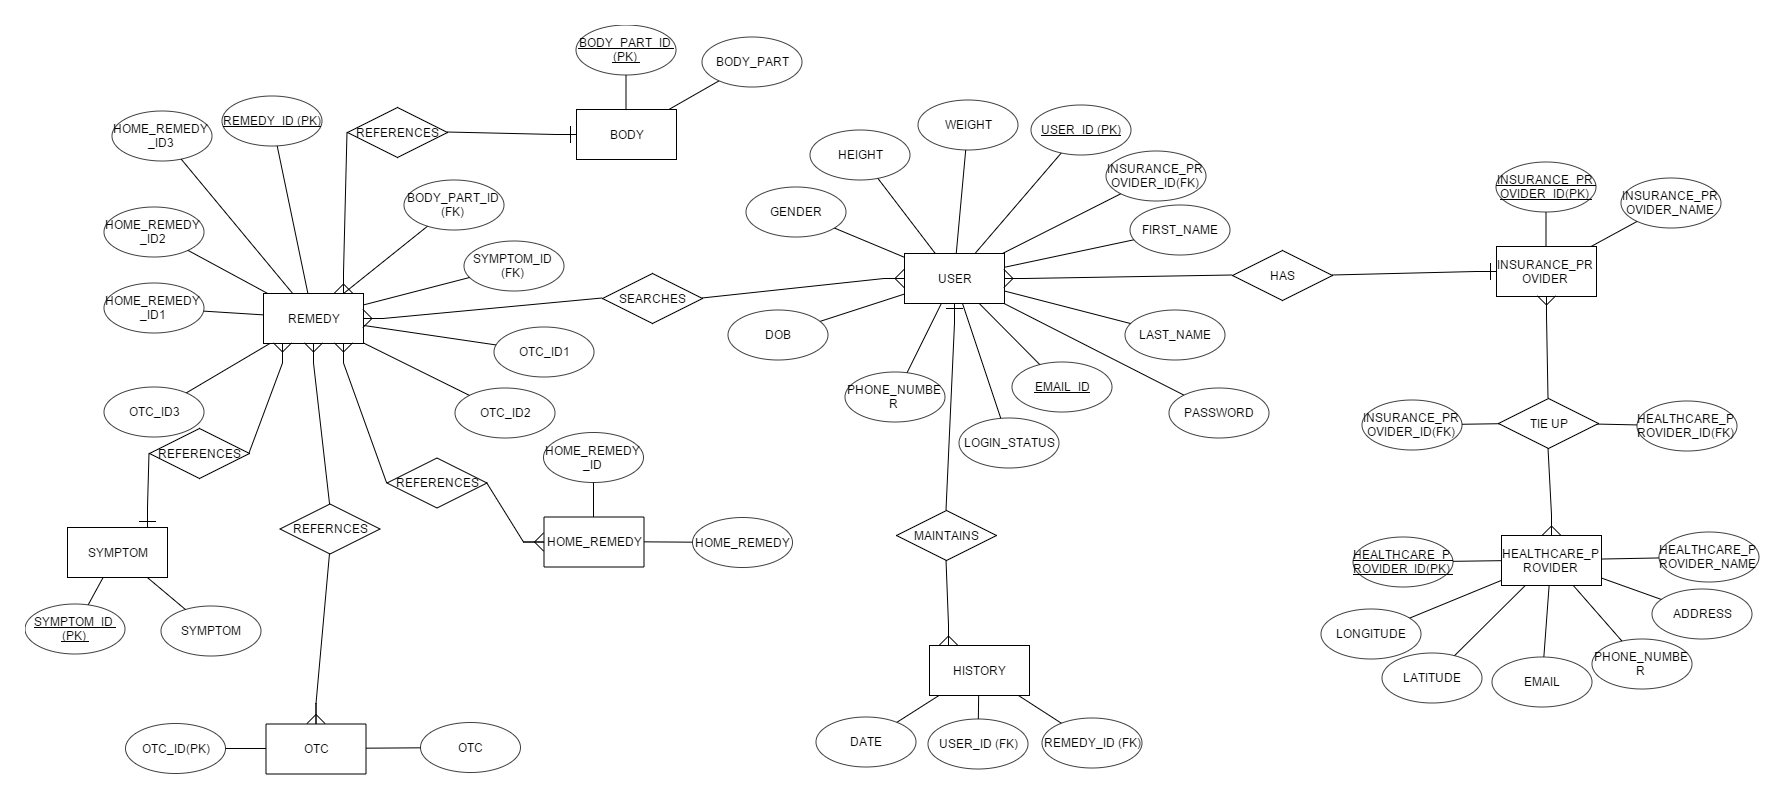 BODY_PART_ID
(PK)
BODY_PART
HOME_REMEDY
_ID3
REMEDY_ID (PK)
REFERENCES
BODY
WEIGHT
USER_ID (PK)
HEIGHT
INSURANCE_PR
OVIDER_ID(FK)
INSURANCE_PR
OVIDER_ID(PK)
INSURANCE_PR
OVIDER_NAME
BODY_PART_ID
(FK)
GENDER
FIRST_NAME
HOME_REMEDY
_ID2
SYMPTOM_ID
(FK)
USER
HAS
INSURANCE_PR
OVIDER
HOME_REMEDY
_ID1
REMEDY
SEARCHES
DOB
LAST_NAME
OTC_ID1
PHONE_NUMBE
R
EMAIL_ID
OTC_ID3
OTC_ID2
PASSWORD
INSURANCE_PR
OVIDER_ID(FK)
TIE UP
HEALTHCARE_P
ROVIDER_ID(FK)
LOGIN_STATUS
REFERENCES
HOME_REMEDY
_ID
REFERENCES
REFERNCES
MAINTAINS
SYMPTOM
HOME_REMEDY
HOME_REMEDY
HEALTHCARE_P
ROVIDER_ID(PK)
HEALTHCARE_P
ROVIDER
HEALTHCARE_P
ROVIDER_NAME
SYMPTOM_ID
(PK)
SYMPTOM
LONGITUDE
ADDRESS
HISTORY
LATITUDE
EMAIL
PHONE_NUMBE
R
OTC_ID(PK)
OTC
OTC
DATE
USER_ID (FK)
REMEDY_ID (FK)